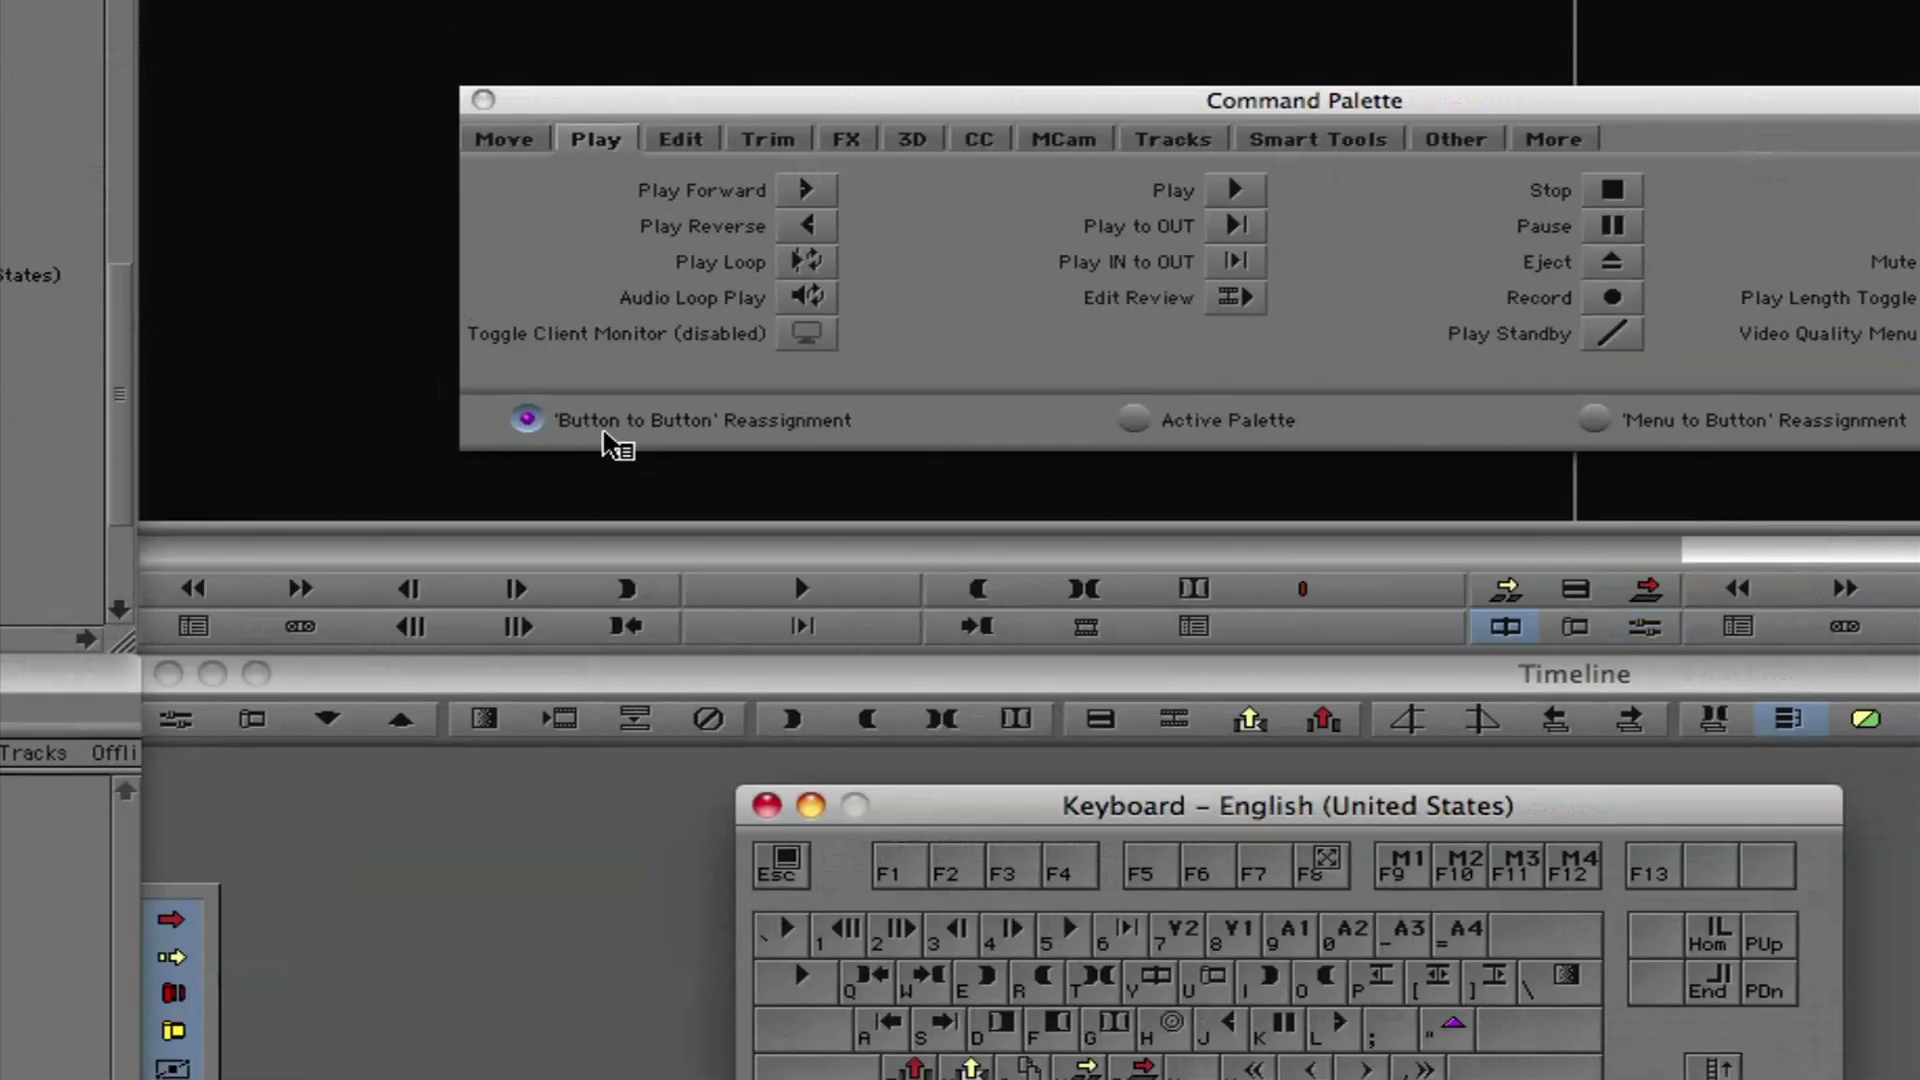 Command Palette
Move Play Edit Trim FX 3D CC MCam Tracks Smart Tools Other More
Play Forward Play Stop
Play Reverse Play to OUT Pause
States) Play Loop Play IN to OUT Eject Mute
Audio Loop Play Edit Review Record Play Length Toggle
Toggle Client Monitor (disabled) Play Standby Video Quality Menu
'Button to Button' Reassignment Active Palette 'Menu to Button' Reassignment
Timeline
Tracks Offli
Keyboard - English (United States)
M1 M2 M3 M4
Esc F1 F2 F3 F4 F5 F6 F7 F8 F9 F10 F11 F12 F13
V2 V1 A1 A2 A3 A4
` 1 2 3 4 5 6 7 8 9 0 - = Hom PUp
Q W E R T Y U I O P [ ] \ End PDn
A S D F G H J K L ; "